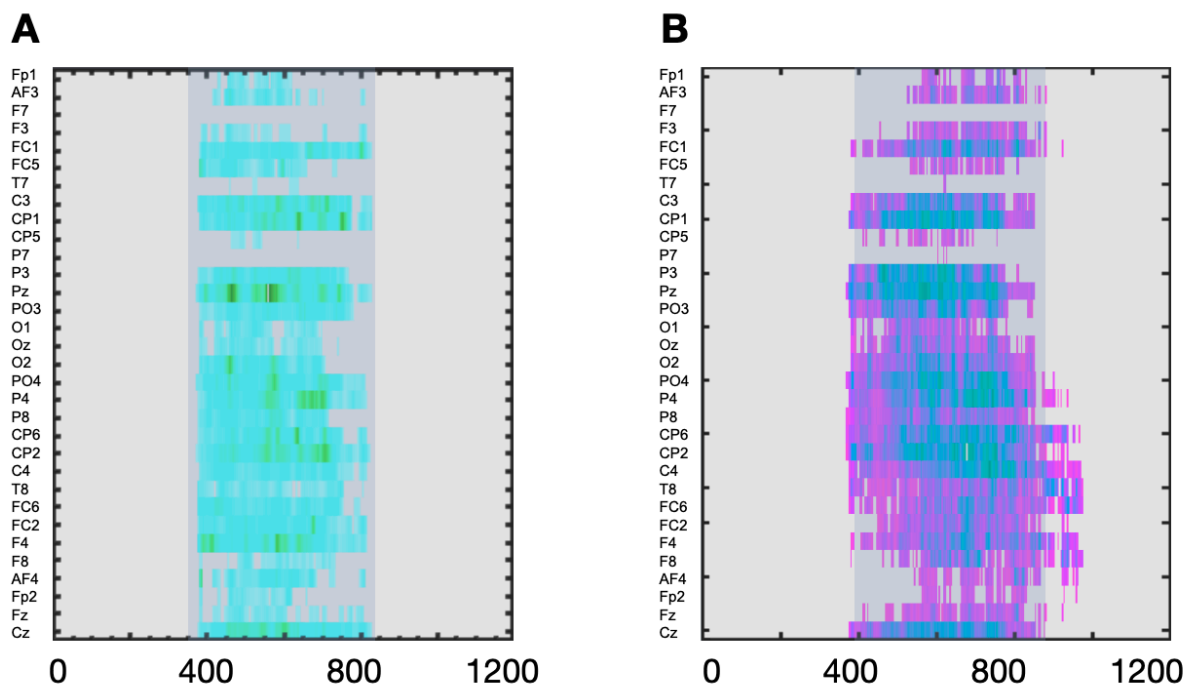 A
B
Fp1
AF3
F7
F3
FC1
FC5
T7
C3
CP1
CP5
P7
P3
Pz
PO3
O1
Oz
O2
PO4
P4
P8
CP6
CP2
C4
T8
FC6
FC2
F4
F8
AF4
Fp2
Fz
Cz
0 400 800 1200
Fp1
AF3
F7
F3
FC1
FC5
T7
C3
CP1
CP5
P7
P3
Pz
PO3
O1
Oz
O2
PO4
P4
P8
CP6
CP2
C4
T8
FC6
FC2
F4
F8
AF4
Fp2
Fz
Cz
0 400 800 1200